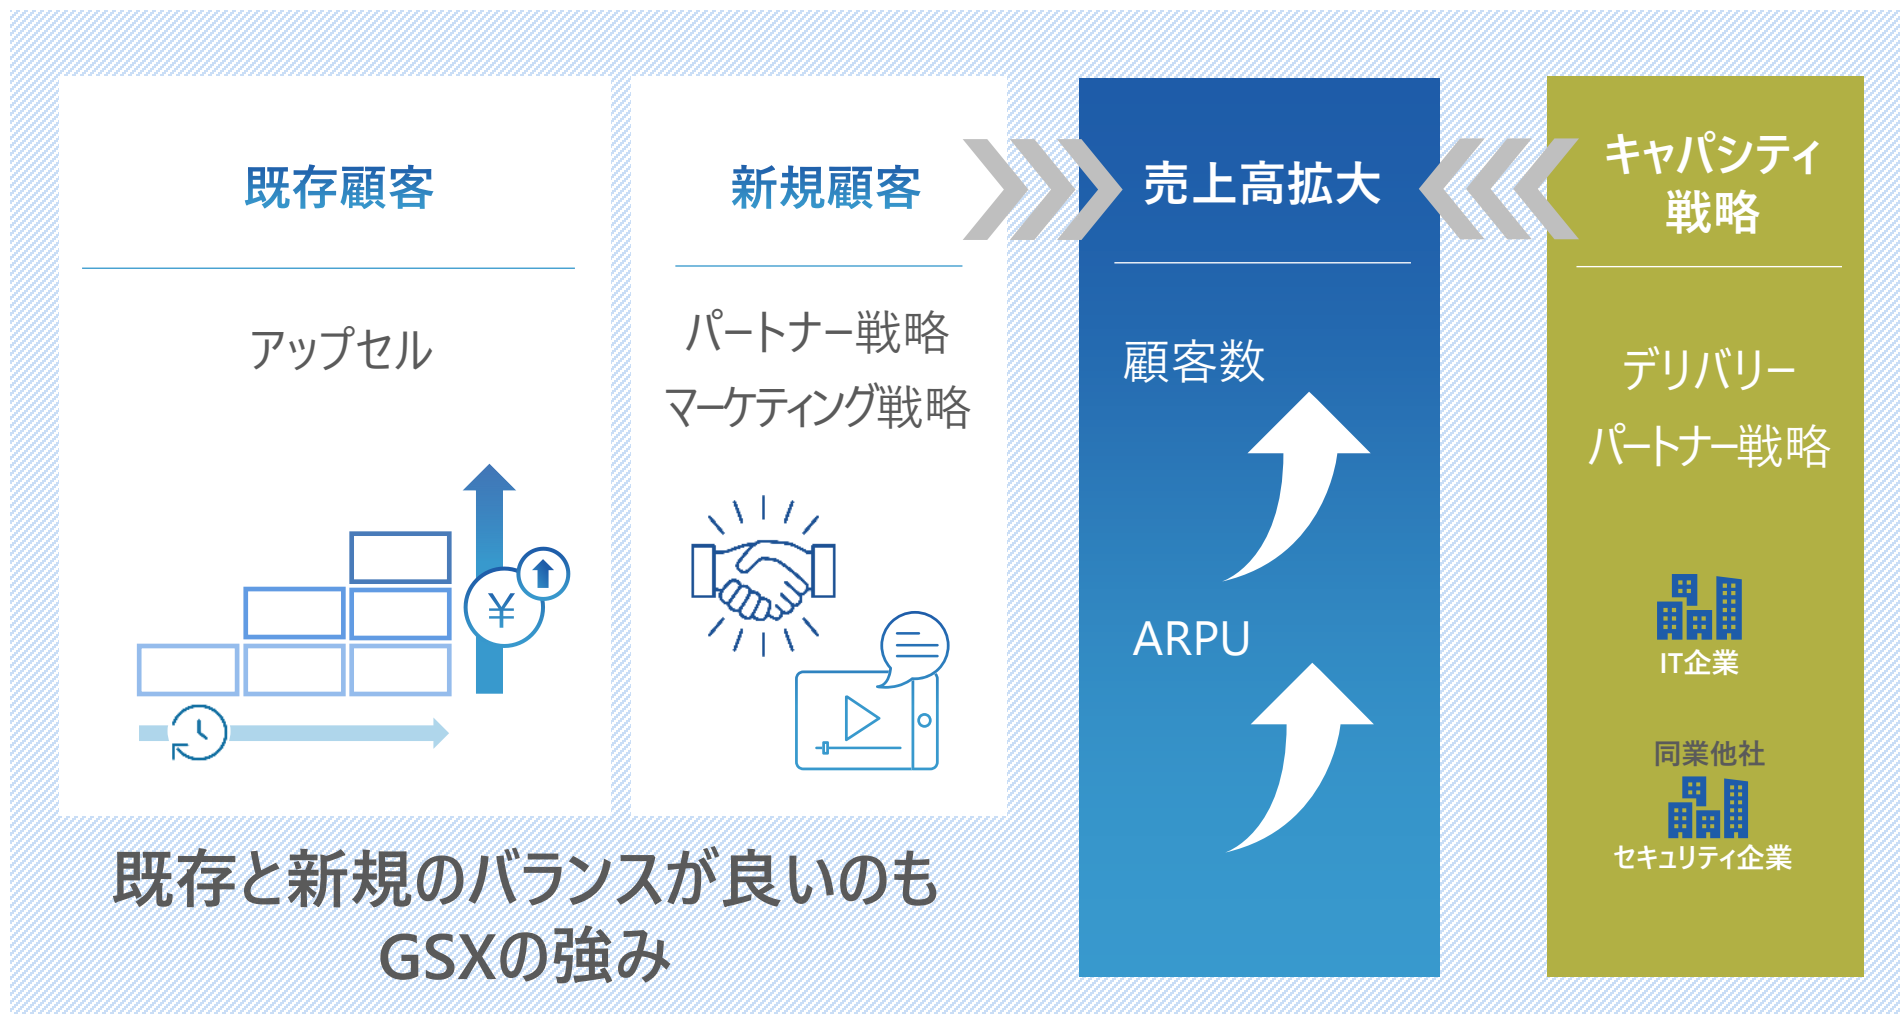 既存顧客
アップセル
¥
新規顧客
パートナー戦略
マーケティング戦略
既存と新規のバランスが良いのも
GSXの強み
売上高拡大
顧客数
ARPU
キャパシティ
戦略
デリバリー
パートナー戦略
IT企業
同業他社
セキュリティ企業